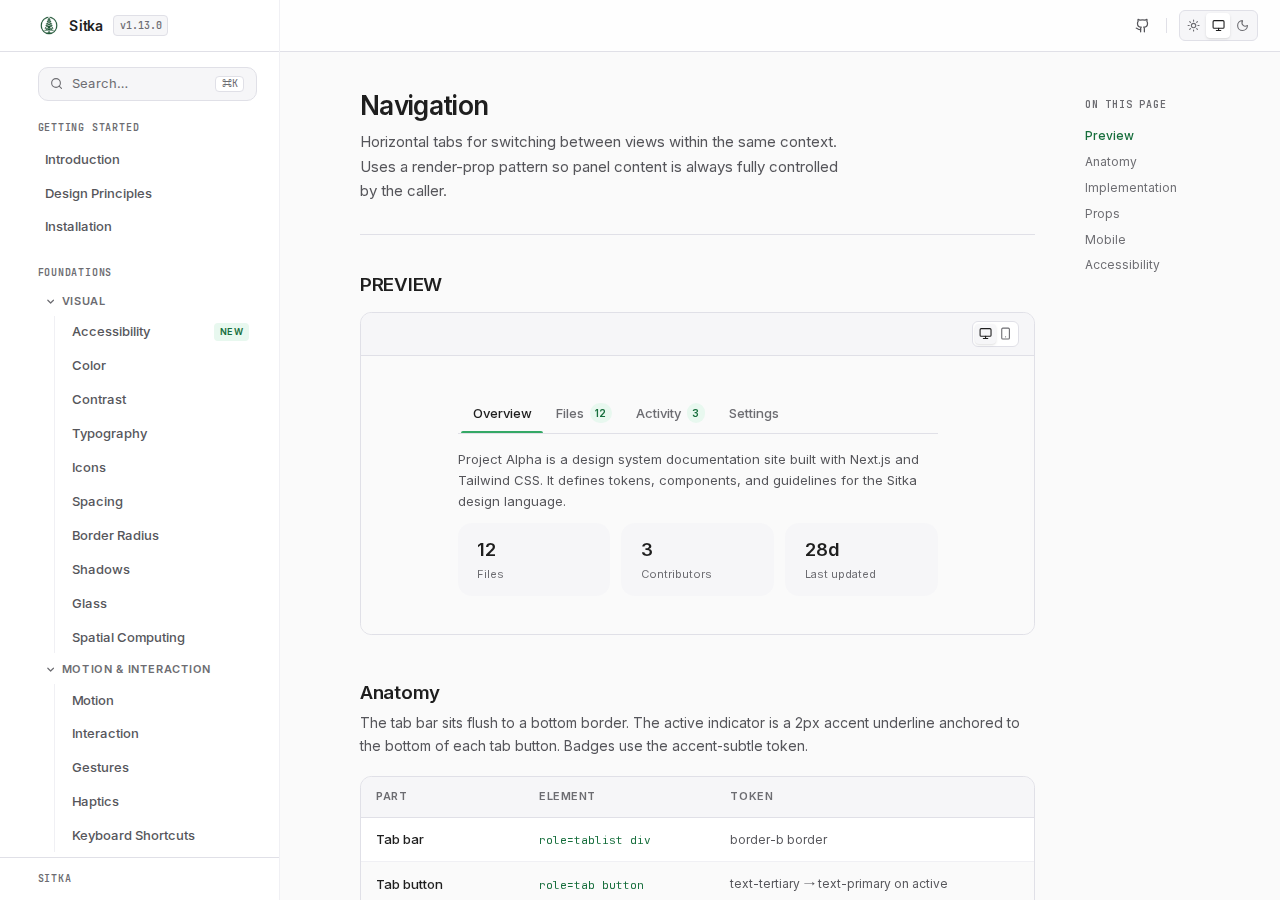 Sitka v1.13.0
Search... ⌘K
GETTING STARTED
Introduction
Design Principles
Installation
FOUNDATIONS
VISUAL
Accessibility NEW
Color
Contrast
Typography
Icons
Spacing
Border Radius
Shadows
Glass
Spatial Computing
MOTION & INTERACTION
Motion
Interaction
Gestures
Haptics
Keyboard Shortcuts
SITKA
Navigation
Horizontal tabs for switching between views within the same context.
Uses a render-prop pattern so panel content is always fully controlled
by the caller.
PREVIEW
Overview Files 12 Activity 3 Settings
Project Alpha is a design system documentation site built with Next.js and
Tailwind CSS. It defines tokens, components, and guidelines for the Sitka
design language.
12 3 28d
Files Contributors Last updated
Anatomy
The tab bar sits flush to a bottom border. The active indicator is a 2px accent underline anchored to
the bottom of each tab button. Badges use the accent-subtle token.
PART ELEMENT TOKEN
Tab bar role=tablist div border-b border
Tab button role=tab button text-tertiary → text-primary on active
ON THIS PAGE
Preview
Anatomy
Implementation
Props
Mobile
Accessibility